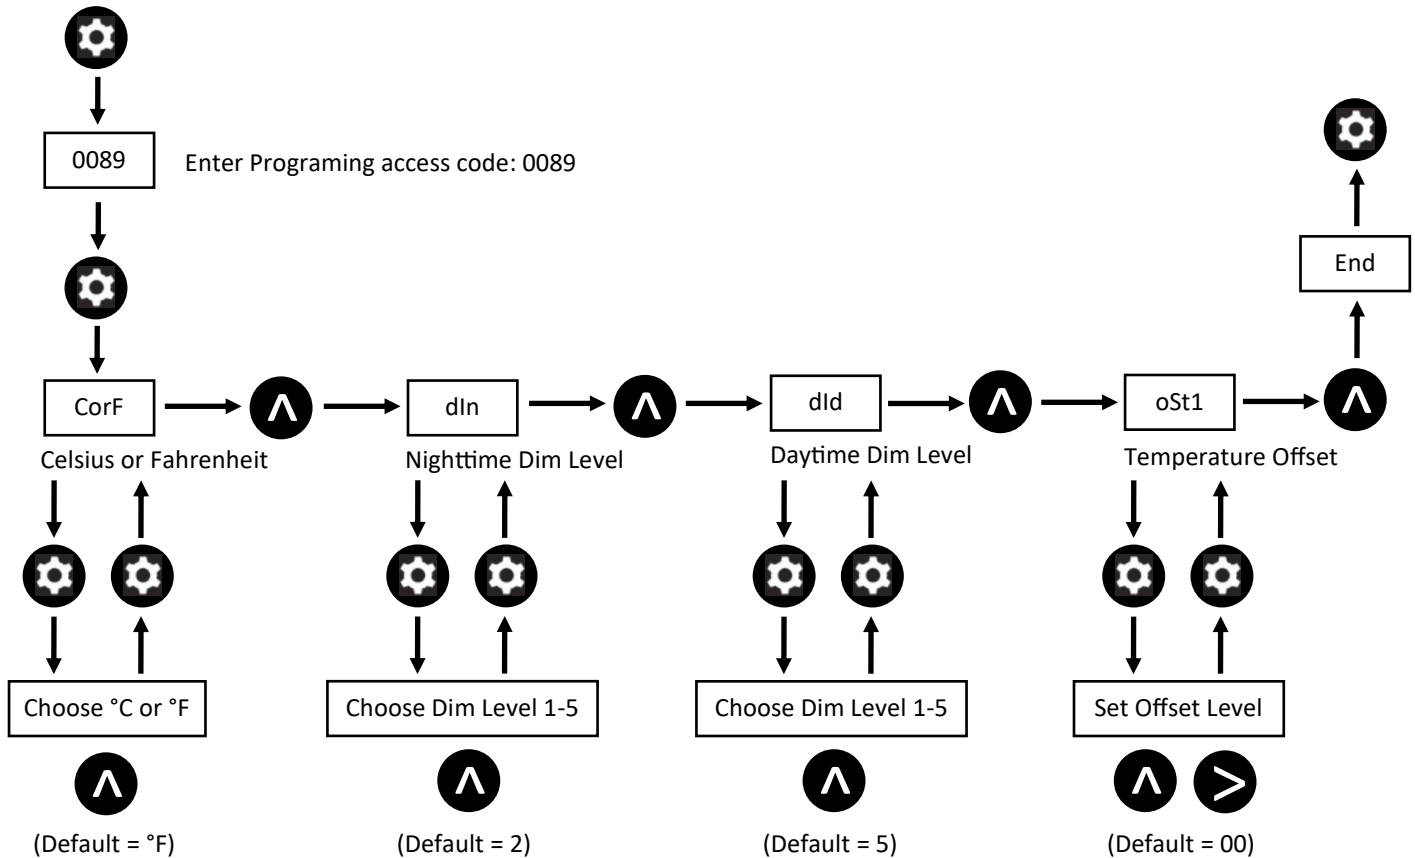 0089
Enter Programing access code: 0089
End
CorF
dIn
dId
oSt1
Celsius or Fahrenheit
Nighttime Dim Level
Daytime Dim Level
Temperature Offset
Choose °C or °F
Choose Dim Level 1-5
Choose Dim Level 1-5
Set Offset Level
(Default = °F)
(Default = 2)
(Default = 5)
(Default = 00)